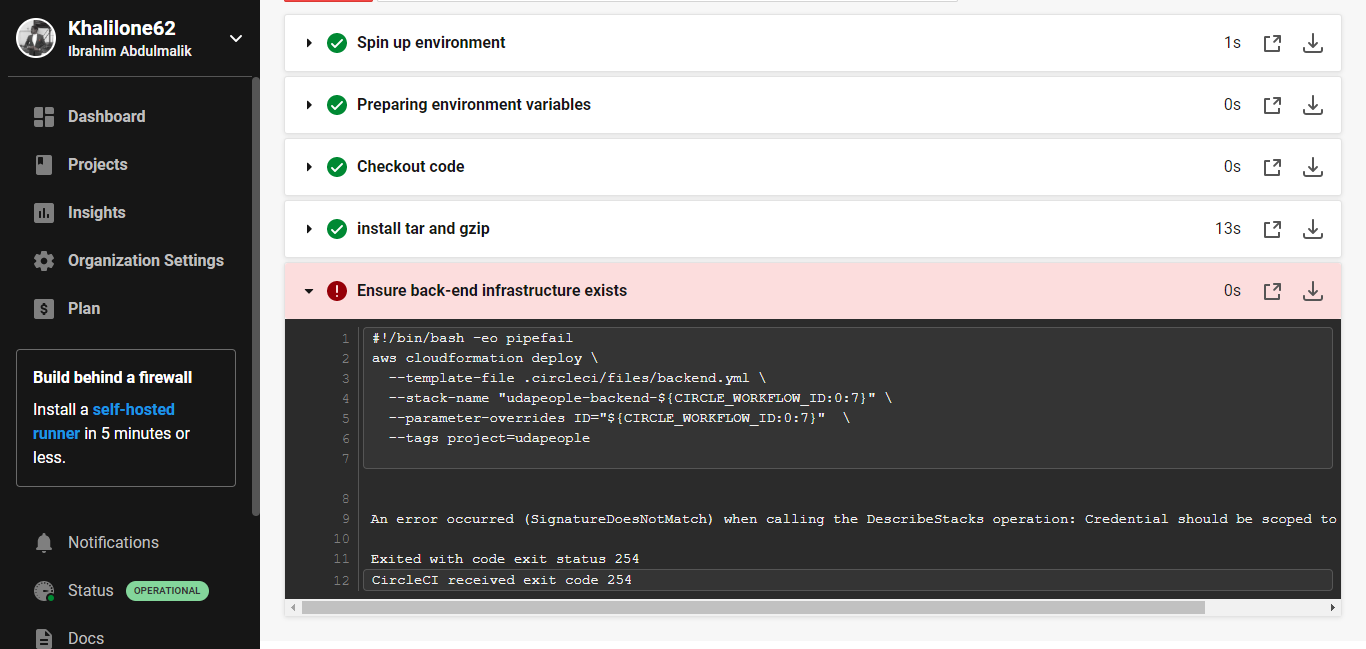 Khalilone62
Ibrahim Abdulmalik
Dashboard
Projects
Insights
Organization Settings
Plan
Build behind a firewall
Install a self-hosted
runner in 5 minutes or
less.
Notifications
Status OPERATIONAL
Docs
Spin up environment 1s
Preparing environment variables 0s
Checkout code 0s
install tar and gzip 13s
Ensure back-end infrastructure exists 0s
1 #!/bin/bash -eo pipefail
2 aws cloudformation deploy \
3 --template-file .circleci/files/backend.yml \
4 --stack-name "udapeople-backend-${CIRCLE_WORKFLOW_ID:0:7}" \
5 --parameter-overrides ID="${CIRCLE_WORKFLOW_ID:0:7}" \
6 --tags project=udapeople
7
8
9 An error occurred (SignatureDoesNotMatch) when calling the DescribeStacks operation: Credential should be scoped to
10
11 Exited with code exit status 254
12 CircleCI received exit code 254